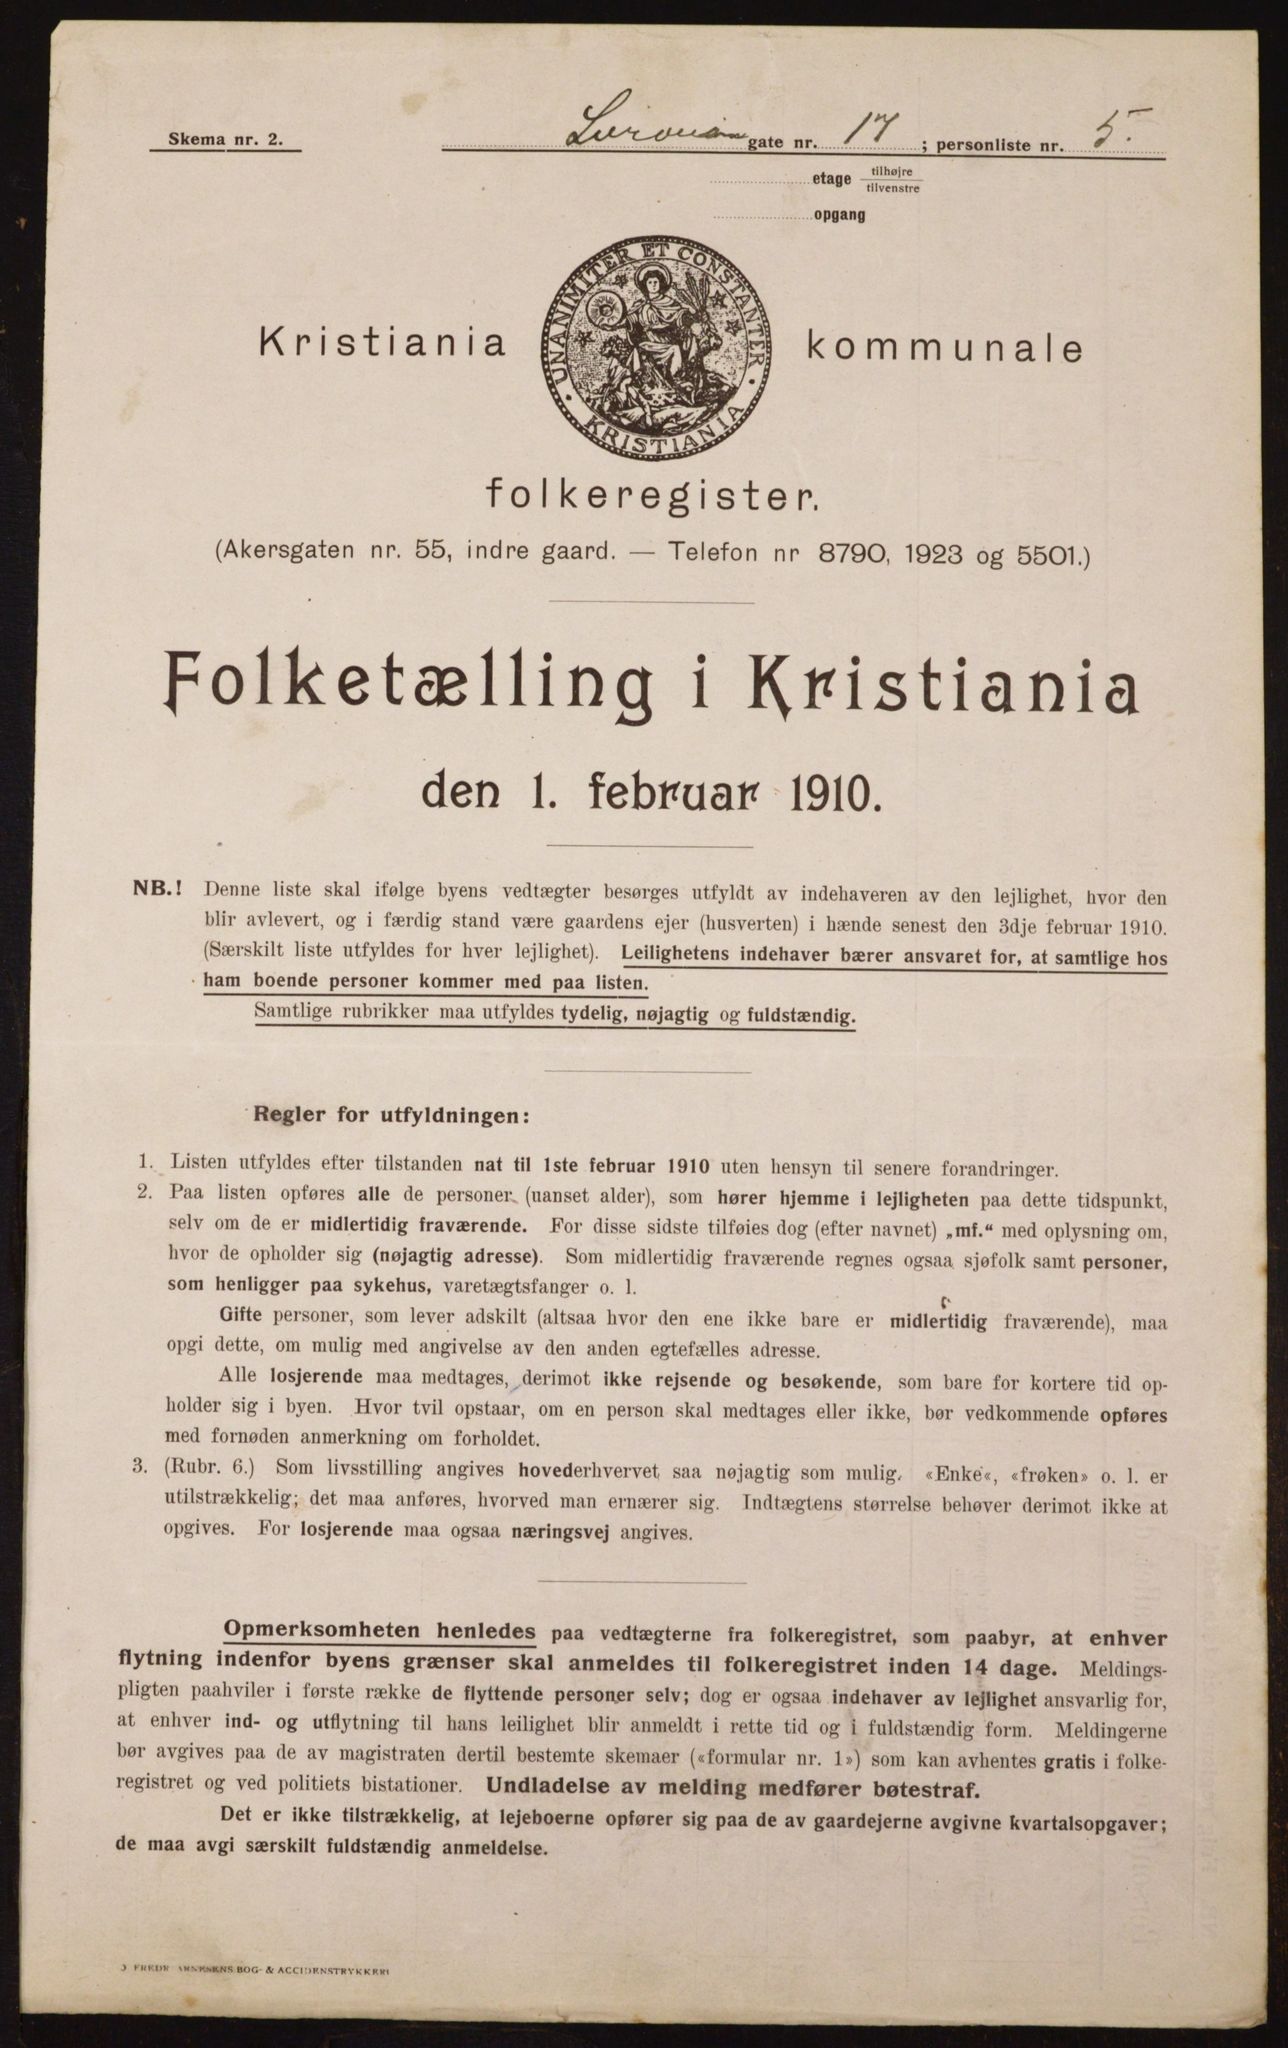 Skema nr. 2.
gate nr. 17 ; personliste nr. 5.
etage tilhøjre
tilvenstre
opgang
UNANIMITER ET CONSTANTER
KRISTIANIA
Kristiania kommunale
folkeregister.
(Akersgaten nr. 55, indre gaard. — Telefon nr 8790, 1923 og 5501.)
Folketælling i Kristiania
den 1. februar 1910.
NB.! Denne liste skal ifølge byens vedtægter besørges utfyldt av indehaveren av den lejlighet, hvor den
blir avlevert, og i færdig stand være gaardens ejer (husverten) i hænde senest den 3dje februar 1910.
(Særskilt liste utfyldes for hver lejlighet). Leilighetens indehaver bærer ansvaret for, at samtlige hos
ham boende personer kommer med paa listen.
Samtlige rubrikker maa utfyldes tydelig, nøjagtig og fuldstændig.
Regler for utfyldningen:
1. Listen utfyldes efter tilstanden nat til 1ste februar 1910 uten hensyn til senere forandringer.
2. Paa listen opføres alle de personer (uanset alder), som hører hjemme i lejligheten paa dette tidspunkt,
selv om de er midlertidig fraværende. For disse sidste tilføies dog (efter navnet) „mf.“ med oplysning om,
hvor de opholder sig (nøjagtig adresse). Som midlertidig fraværende regnes ogsaa sjøfolk samt personer,
som henligger paa sykehus, varetægtsfanger o. l.
Gifte personer, som lever adskilt (altsaa hvor den ene ikke bare er midlertidig fraværende), maa
opgi dette, om mulig med angivelse av den anden egtefælles adresse.
Alle losjerende maa medtages, derimot ikke rejsende og besøkende, som bare for kortere tid op-
holder sig i byen. Hvor tvil opstaar, om en person skal medtages eller ikke, bør vedkommende opføres
med fornøden anmerkning om forholdet.
3. (Rubr. 6.) Som livsstilling angives hovederhvervet saa nøjagtig som mulig. «Enke«, «frøken» o. l. er
utilstrækkelig; det maa anføres, hvorved man ernærer sig. Indtægtens størrelse behøver derimot ikke at
opgives. For losjerende maa ogsaa næringsvej angives.
Opmerksomheten henledes paa vedtægterne fra folkeregistret, som paabyr, at enhver
flytning indenfor byens grænser skal anmeldes til folkeregistret inden 14 dage. Meldings-
pligten paahviler i første række de flyttende personer selv; dog er ogsaa indehaver av lejlighet ansvarlig for,
at enhver ind- og utflytning til hans leilighet blir anmeldt i rette tid og i fuldstændig form. Meldingerne
bør avgives paa de av magistraten dertil bestemte skemaer («formular nr. 1») som kan avhentes gratis i folke-
registret og ved politiets bistationer. Undladelse av melding medfører bøtestraf.
Det er ikke tilstrækkelig, at lejeboerne opfører sig paa de av gaardejerne avgivne kvartalsopgaver;
de maa avgi særskilt fuldstændig anmeldelse.
BOG- & ACCIDENSTRYKKERI